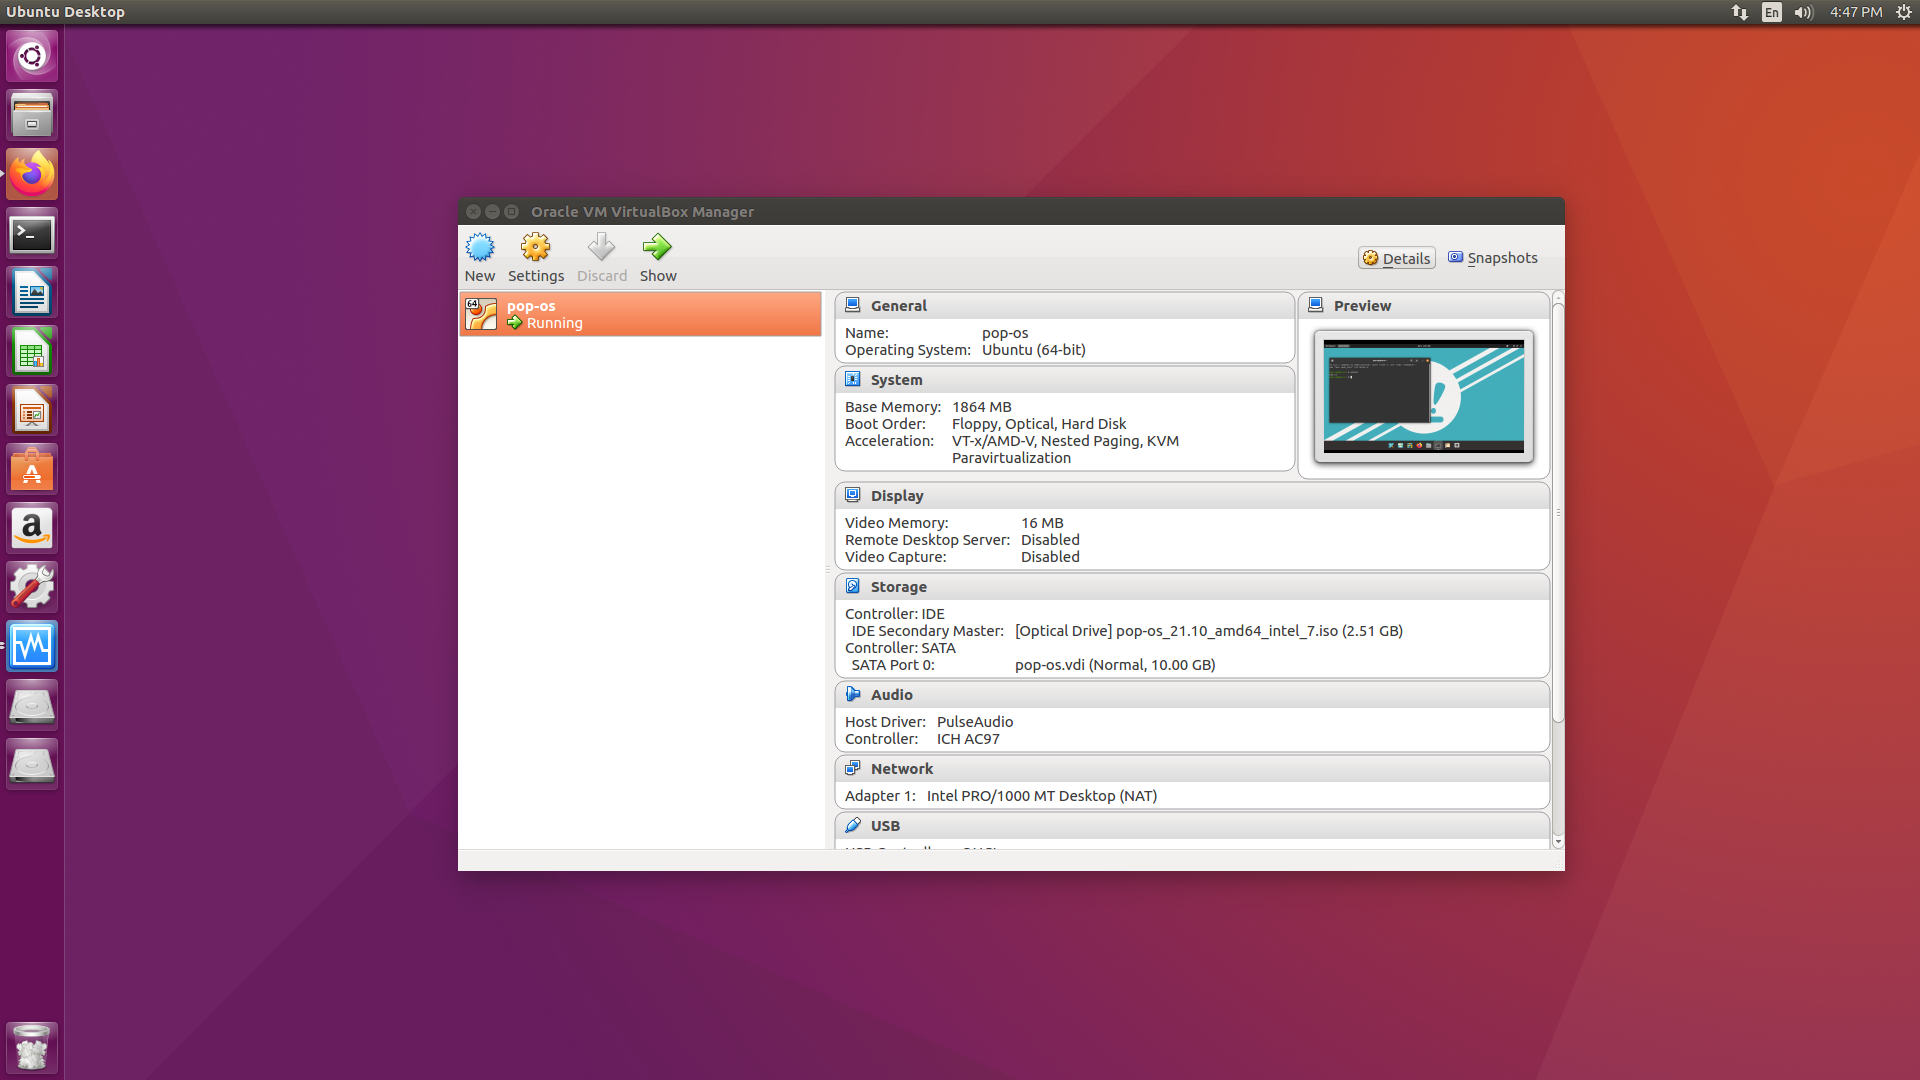 Ubuntu Desktop
En
4:47 PM
Oracle VM VirtualBox Manager
New
Settings
Discard
Show
Details
Snapshots
64
pop-os
Running
General
Name: pop-os
Operating System: Ubuntu (64-bit)
Preview
System
Base Memory: 1864 MB
Boot Order: Floppy, Optical, Hard Disk
Acceleration: VT-x/AMD-V, Nested Paging, KVM
Paravirtualization
Display
Video Memory: 16 MB
Remote Desktop Server: Disabled
Video Capture: Disabled
Storage
Controller: IDE
IDE Secondary Master: [Optical Drive] pop-os_21.10_amd64_intel_7.iso (2.51 GB)
Controller: SATA
SATA Port 0: pop-os.vdi (Normal, 10.00 GB)
Audio
Host Driver: PulseAudio
Controller: ICH AC97
Network
Adapter 1: Intel PRO/1000 MT Desktop (NAT)
USB